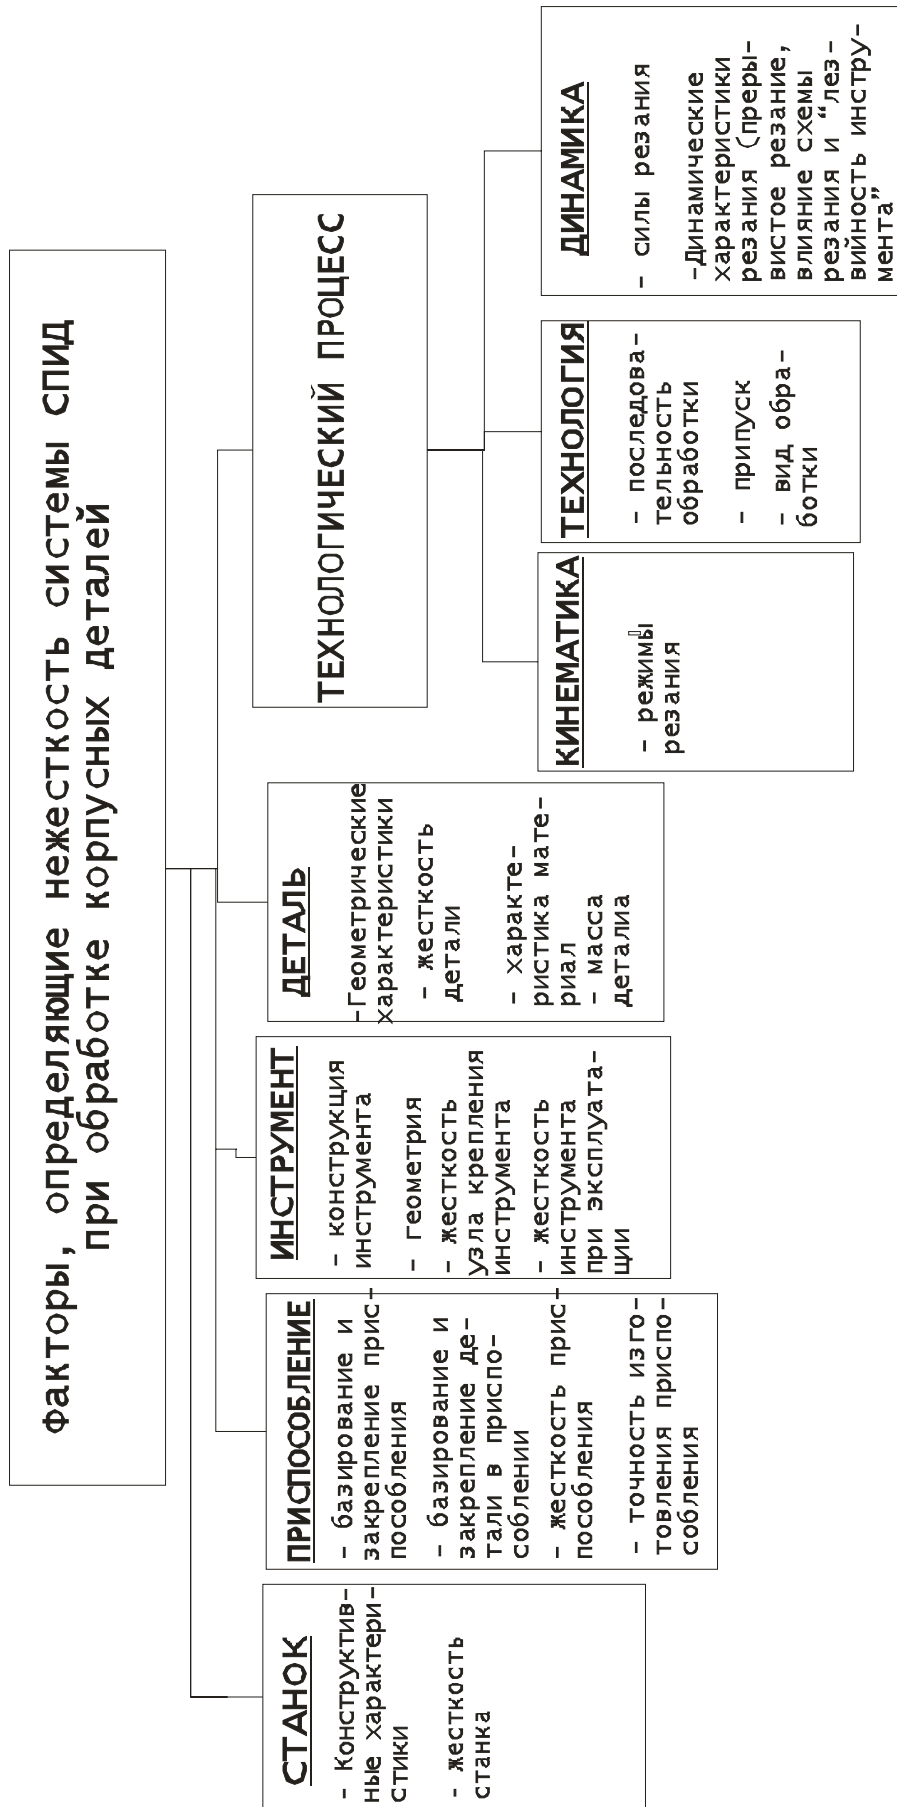 Факторы, определяющие нежесткость системы СПИД
при обработке корпусных деталей
СТАНОК
- Конструктив-
ные характери-
стики
- жесткость
станка
ПРИСПОСОБЛЕНИЕ
- базирование и
закрепление прис-
пособления
- базирование и
закрепление де-
тали в приспо-
соблении
- жесткость прис-
пособления
- точность изго-
товления приспо-
собления
ИНСТРУМЕНТ
- конструкция
инструмента
- геометрия
- жесткость
узла крепления
инструмента
- жесткость
инструмента
при эксплуата-
ции
ДЕТАЛЬ
-Геометрические
характеристики
- жесткость
детали
- характе-
ристика мате-
риал
- масса
деталиа
ТЕХНОЛОГИЧЕСКИЙ ПРОЦЕСС
КИНЕМАТИКА
- режимы
резания
ТЕХНОЛОГИЯ
- последова-
тельность
обработки
- припуск
- вид обра-
ботки
ДИНАМИКА
- силы резания
-Динамические
характеристики
резания (преры-
вистое резание,
влияние схемы
резания и “лез-
вийность инстру-
мента”